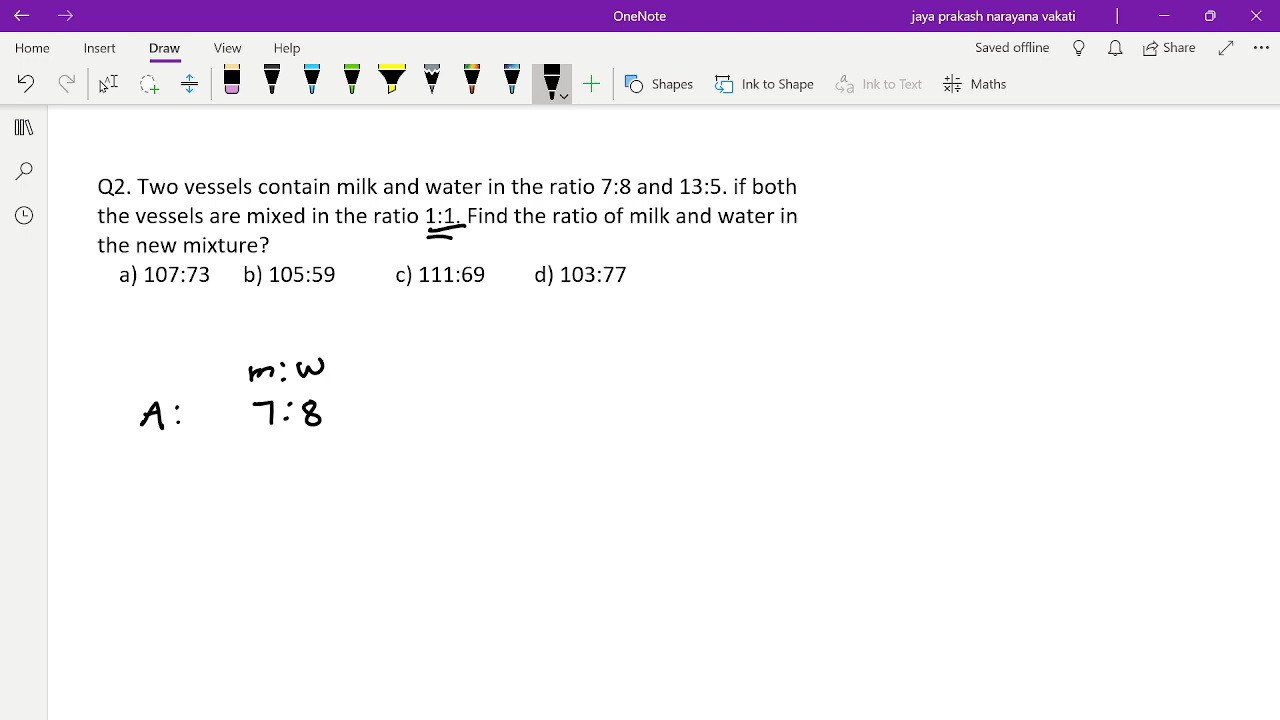 OneNote
jaya prakash narayana vakati
Home Insert Draw View Help
Saved offline Share
Shapes Ink to Shape Ink to Text Maths
Q2. Two vessels contain milk and water in the ratio 7:8 and 13:5. if both
the vessels are mixed in the ratio 1:1. Find the ratio of milk and water in
the new mixture?
a) 107:73 b) 105:59 c) 111:69 d) 103:77
m:w
A: 7:8